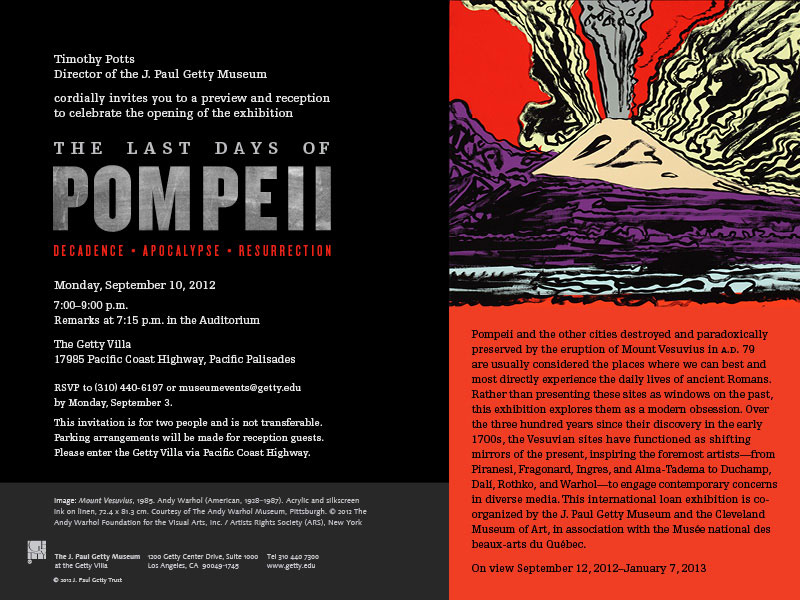 Timothy Potts
Director of the J. Paul Getty Museum
cordially invites you to a preview and reception
to celebrate the opening of the exhibition
THE LAST DAYS OF
POMPEII
DECADENCE • APOCALYPSE • RESURRECTION
Monday, September 10, 2012
7:00–9:00 p.m.
Remarks at 7:15 p.m. in the Auditorium
The Getty Villa
17985 Pacific Coast Highway, Pacific Palisades
RSVP to (310) 440-6197 or museumevents@getty.edu
by Monday, September 3.
This invitation is for two people and is not transferable.
Parking arrangements will be made for reception guests.
Please enter the Getty Villa via Pacific Coast Highway.
Image: Mount Vesuvius, 1985. Andy Warhol (American, 1928–1987). Acrylic and silkscreen
ink on linen, 72.4 x 81.3 cm. Courtesy of The Andy Warhol Museum, Pittsburgh. © 2012 The
Andy Warhol Foundation for the Visual Arts, Inc. / Artists Rights Society (ARS), New York
The J. Paul Getty Museum
at the Getty Villa
1200 Getty Center Drive, Suite 1000
Los Angeles, CA 90049-1745
Tel 310 440 7300
www.getty.edu
© 2012 J. Paul Getty Trust
Pompeii and the other cities destroyed and paradoxically
preserved by the eruption of Mount Vesuvius in A.D. 79
are usually considered the places where we can best and
most directly experience the daily lives of ancient Romans.
Rather than presenting these sites as windows on the past,
this exhibition explores them as a modern obsession. Over
the three hundred years since their discovery in the early
1700s, the Vesuvian sites have functioned as shifting
mirrors of the present, inspiring the foremost artists—from
Piranesi, Fragonard, Ingres, and Alma-Tadema to Duchamp,
Dalí, Rothko, and Warhol—to engage contemporary concerns
in diverse media. This international loan exhibition is co-
organized by the J. Paul Getty Museum and the Cleveland
Museum of Art, in association with the Musée national des
beaux-arts du Québec.
On view September 12, 2012–January 7, 2013